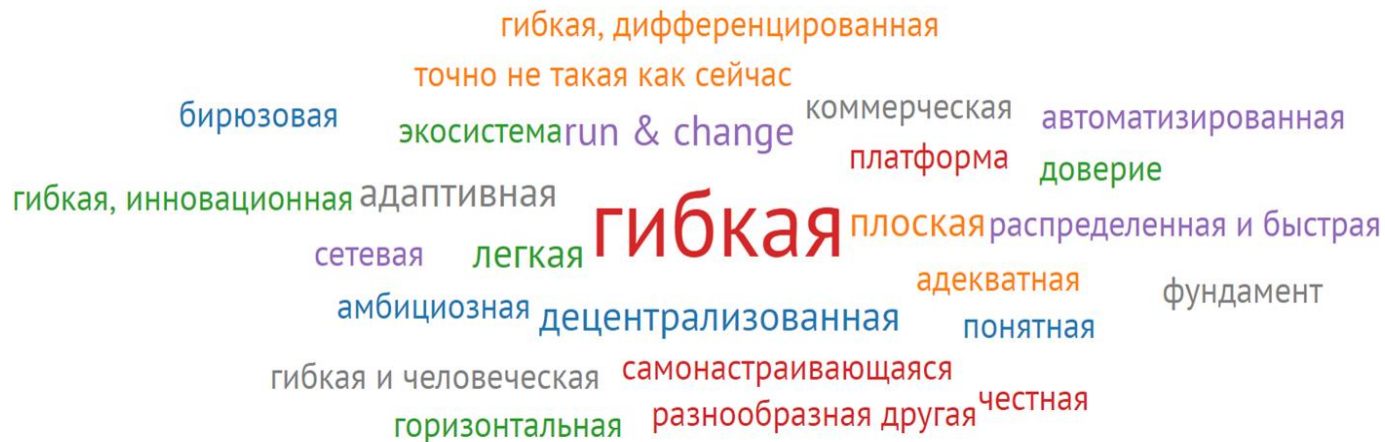 гибкая, дифференцированная
точно не такая как сейчас
бирюзовая
экосистема
run & change
коммерческая
автоматизированная
платформа
доверие
гибкая, инновационная
адаптивная
гибкая
плоская
распределенная и быстрая
сетевая
легкая
адекватная
фундамент
амбициозная
децентрализованная
понятная
гибкая и человеческая
самонастраивающаяся
честная
горизонтальная
разнообразная другая